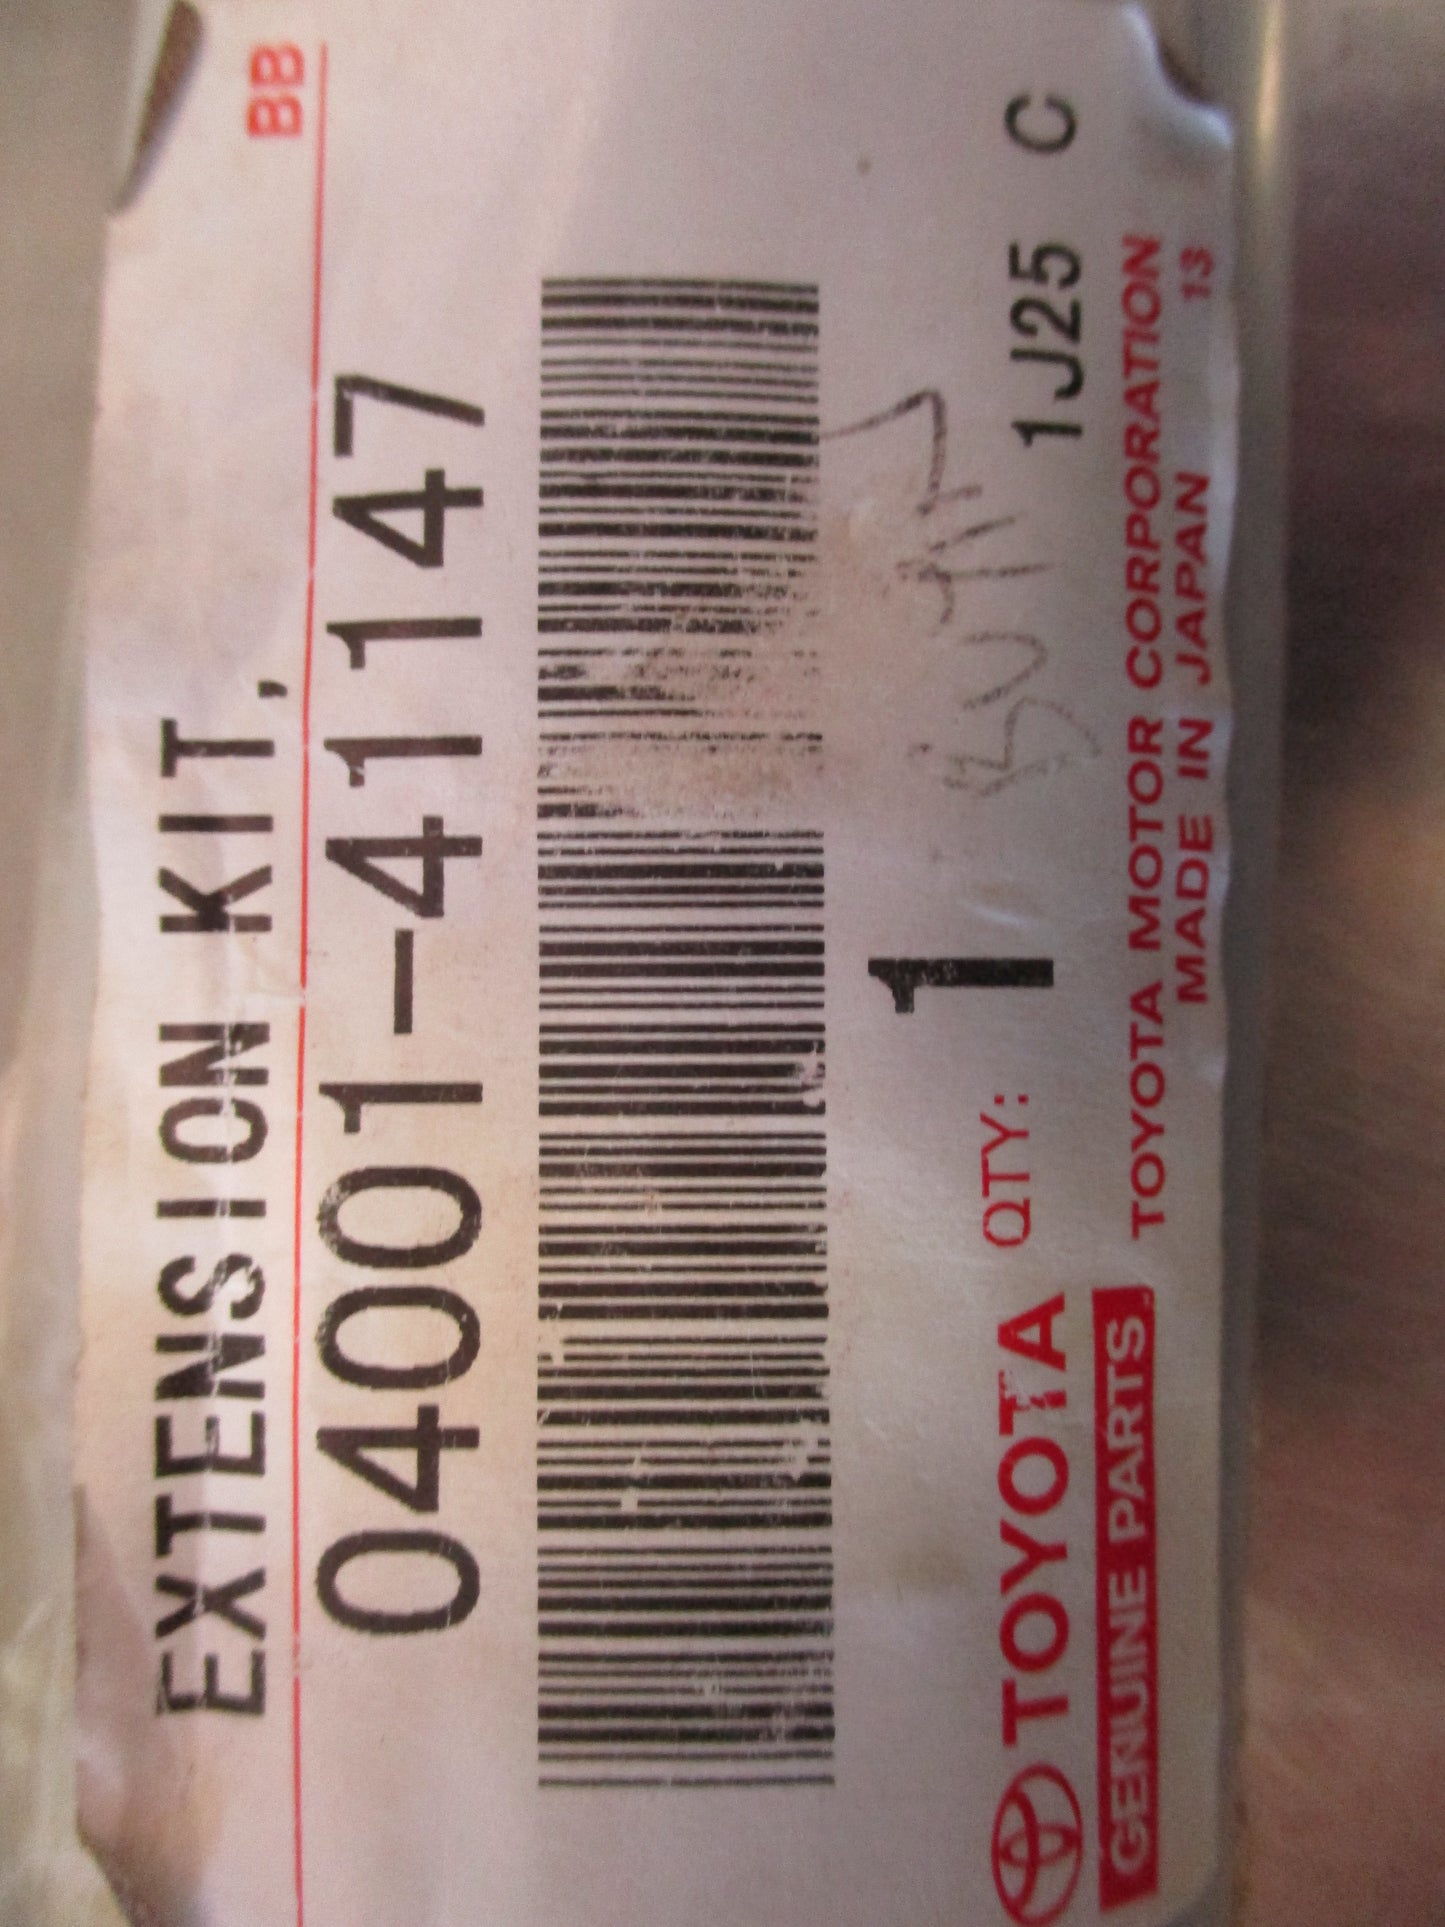 BB
EXTENSION KIT,
04001-41147
QTY: 1
1J25 C
TOYOTA
GENUINE PARTS
TOYOTA MOTOR CORPORATION
MADE IN JAPAN 13